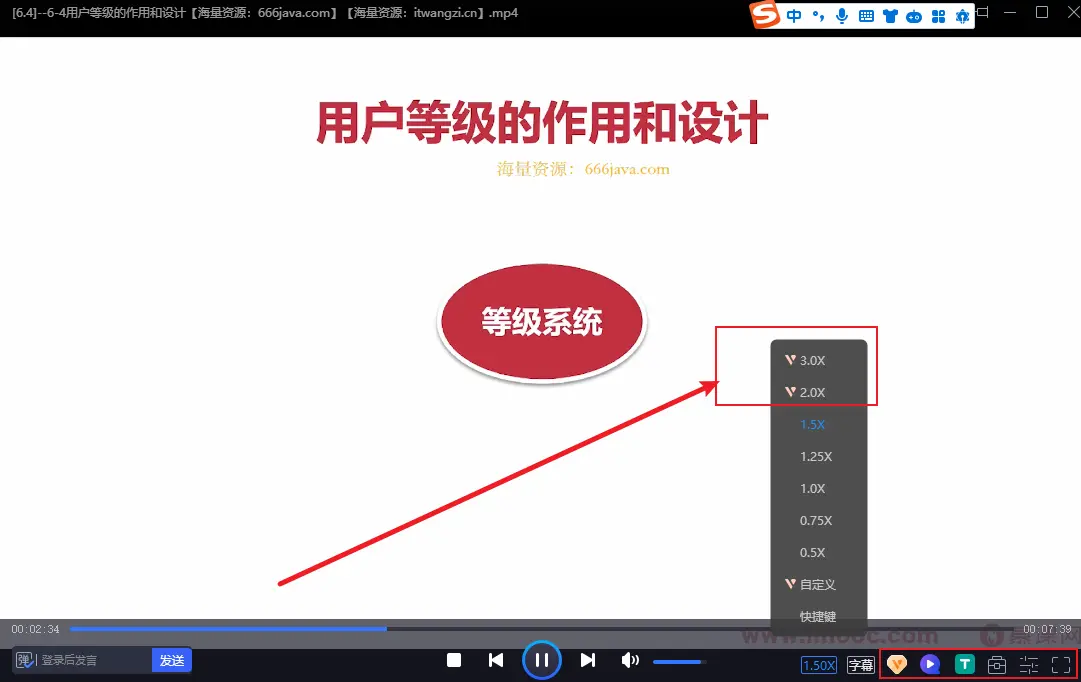 [6.4]--6-4用户等级的作用和设计【海量资源：666java.com】【海量资源：itwangzi.cn】.mp4
中
用户等级的作用和设计
海量资源：666java.com
等级系统
3.0X
2.0X
1.5X
1.25X
1.0X
0.75X
0.5X
自定义
快捷键
00:02:34
00:07:39
www.imooc.com
慕课网
弹
登录后发言
发送
1.50X
字幕
T